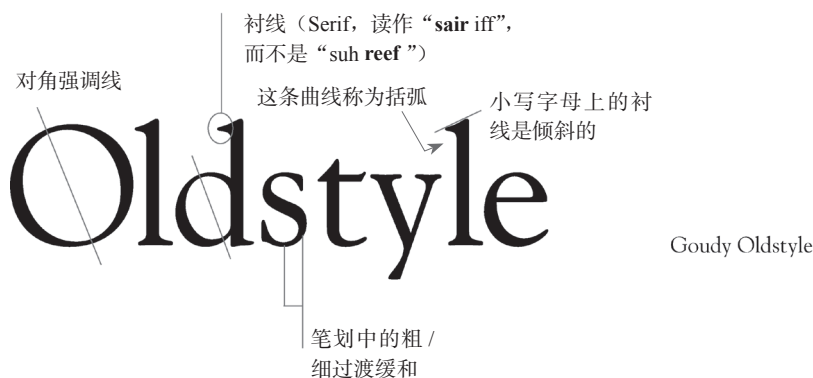 衬线（Serif，读作“sair iff”，
而不是“suh reef ”）
对角强调线
这条曲线称为括弧
小写字母上的衬
线是倾斜的
Oldstyle
Goudy Oldstyle
笔划中的粗 /
细过渡缓和